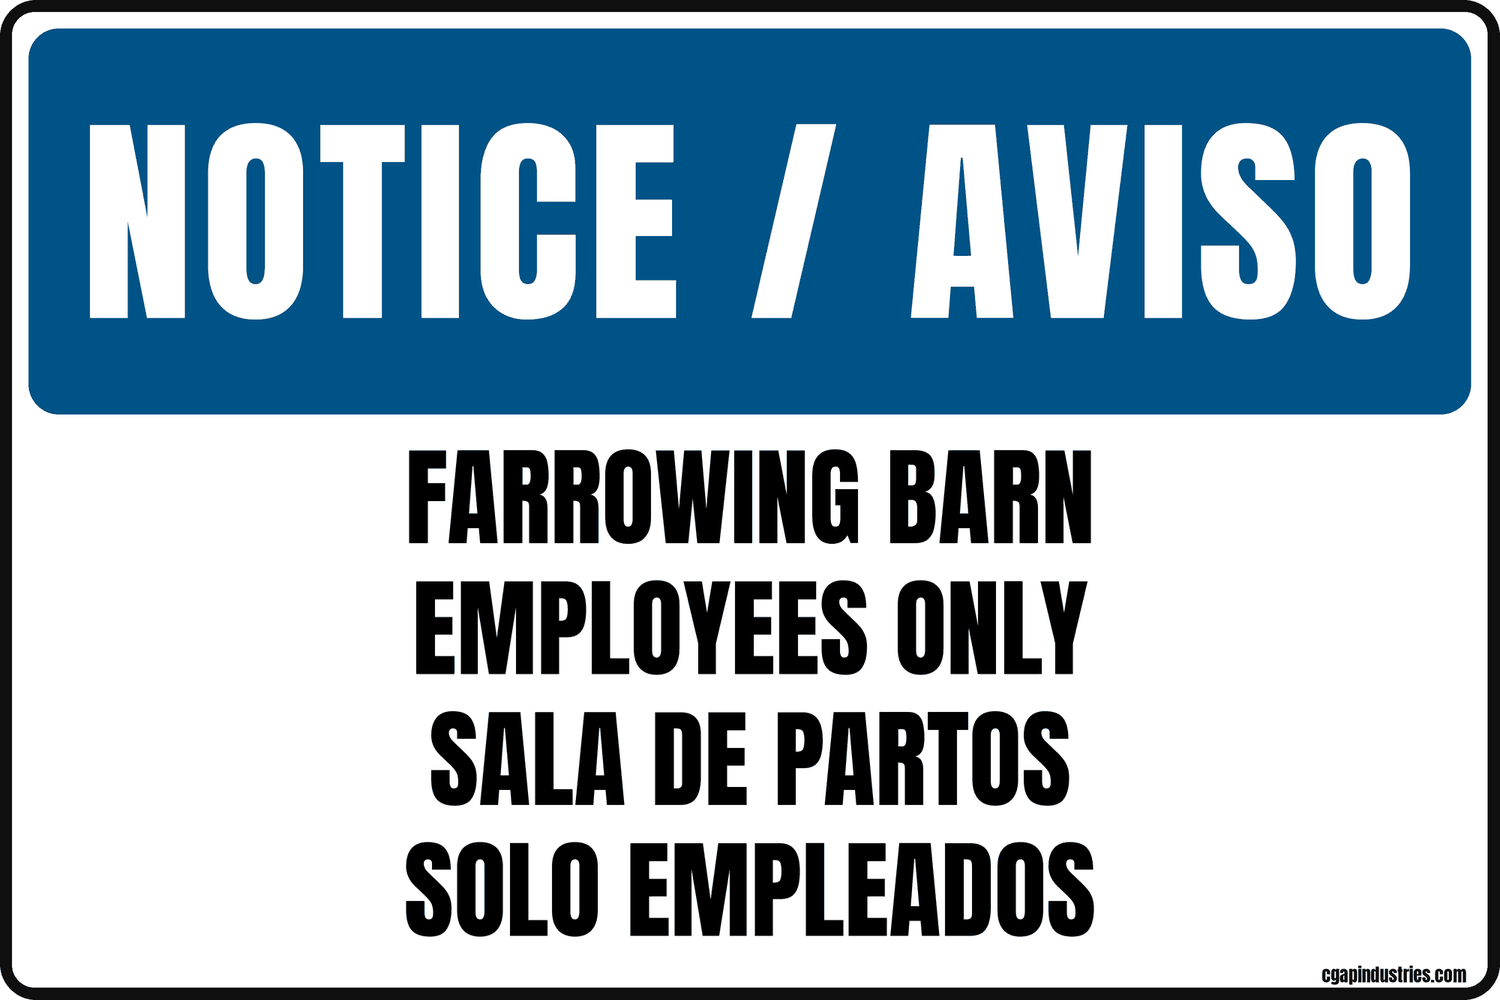 NOTICE / AVISO
FARROWING BARN
EMPLOYEES ONLY
SALA DE PARTOS
SOLO EMPLEADOS
cgapindustries.com